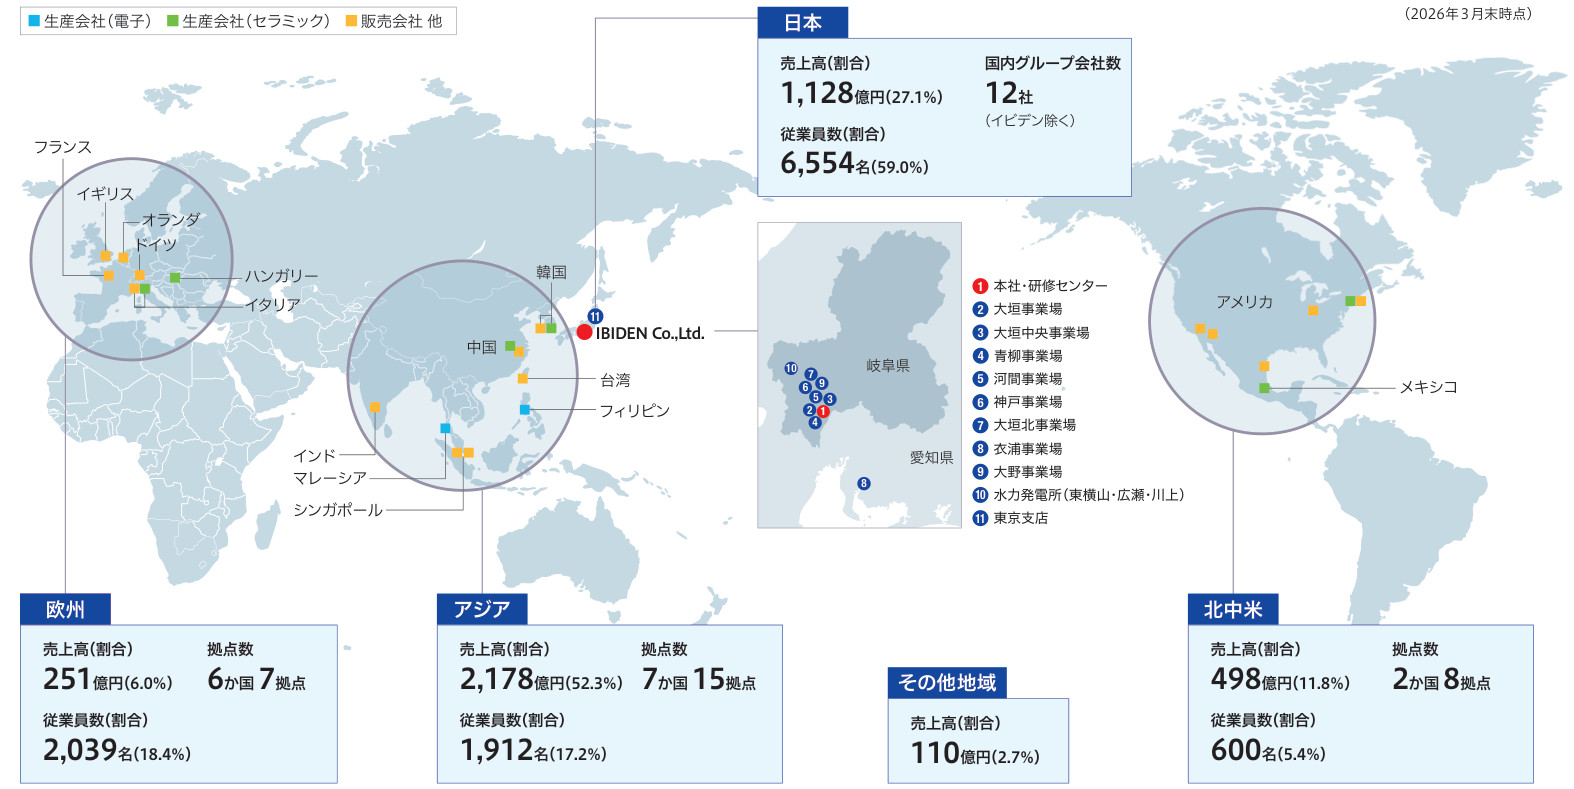 生産会社（電子）　生産会社（セラミック）　販売会社 他
（2026年3月末時点）
日本
売上高（割合）　国内グループ会社数
1,128億円（27.1%）　12社
（イビデン除く）
従業員数（割合）
6,554名（59.0%）
フランス
イギリス
オランダ
ドイツ
ハンガリー
イタリア
韓国
中国
台湾
フィリピン
インド
マレーシア
シンガポール
11
IBIDEN Co.,Ltd.
岐阜県
愛知県
10
7
9
6
5
3
2
1
4
8
1 本社・研修センター
2 大垣事業場
3 大垣中央事業場
4 青柳事業場
5 河間事業場
6 神戸事業場
7 大垣北事業場
8 衣浦事業場
9 大野事業場
10 水力発電所（東横山・広瀬・川上）
11 東京支店
アメリカ
メキシコ
欧州
売上高（割合）　拠点数
251億円（6.0%）　6か国 7拠点
従業員数（割合）
2,039名（18.4%）
アジア
売上高（割合）　拠点数
2,178億円（52.3%）　7か国 15拠点
従業員数（割合）
1,912名（17.2%）
その他地域
売上高（割合）
110億円（2.7%）
北中米
売上高（割合）　拠点数
498億円（11.8%）　2か国 8拠点
従業員数（割合）
600名（5.4%）